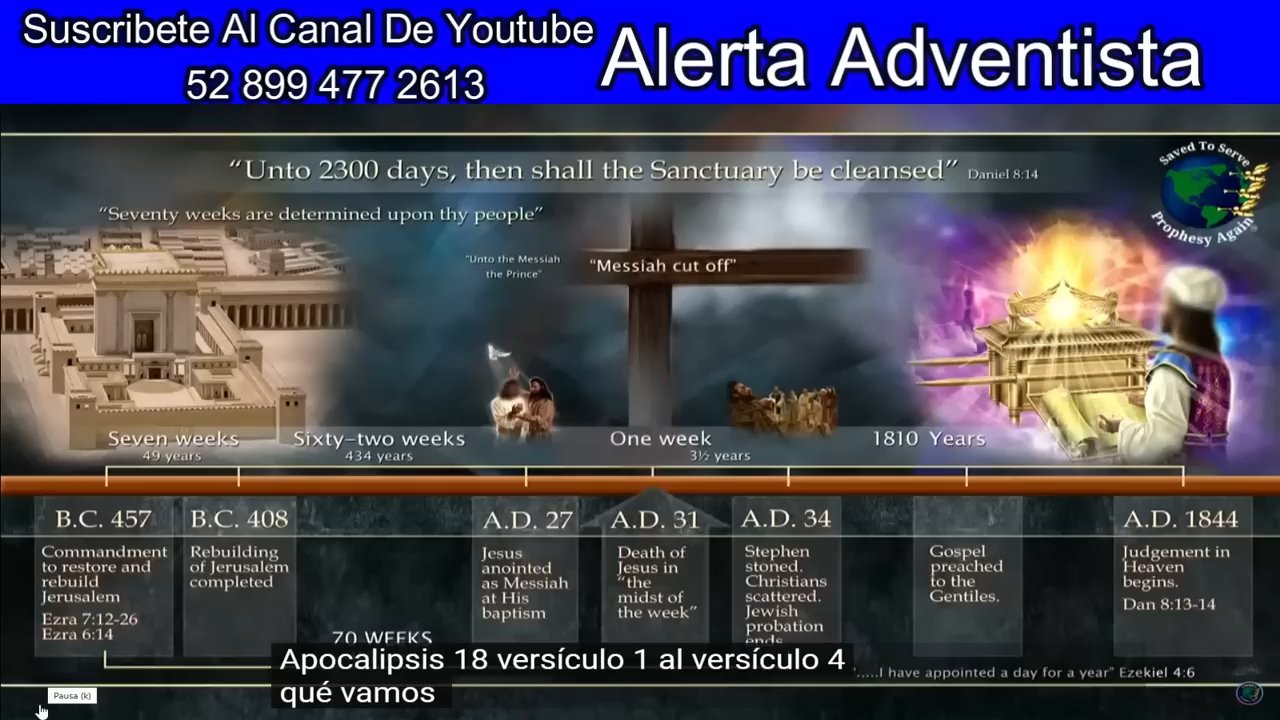 Suscribete Al Canal De Youtube
52 899 477 2613
Alerta Adventista
“Unto 2300 days, then shall the Sanctuary be cleansed” Daniel 8:14
Saved To Serve
Prophesy Again
“Seventy weeks are determined upon thy people”
“Unto the Messiah
the Prince”
“Messiah cut off”
Seven weeks
49 years
Sixty-two weeks
434 years
One week
3½ years
1810 Years
B.C. 457
Commandment
to restore and
rebuild
Jerusalem
Ezra 7:12-26
Ezra 6:14
B.C. 408
Rebuilding
of Jerusalem
completed
A.D. 27
Jesus
anointed
as Messiah
at His
baptism
A.D. 31
Death of
Jesus in
“the
midst of
the week”
A.D. 34
Stephen
stoned.
Christians
scattered.
Jewish
probation
ends
Gospel
preached
to the
Gentiles.
A.D. 1844
Judgement in
Heaven
begins.
Dan 8:13-14
70 WEEKS
Apocalipsis 18 versículo 1 al versículo 4
qué vamos
.....I have appointed a day for a year” Ezekiel 4:6
Pausa (k)